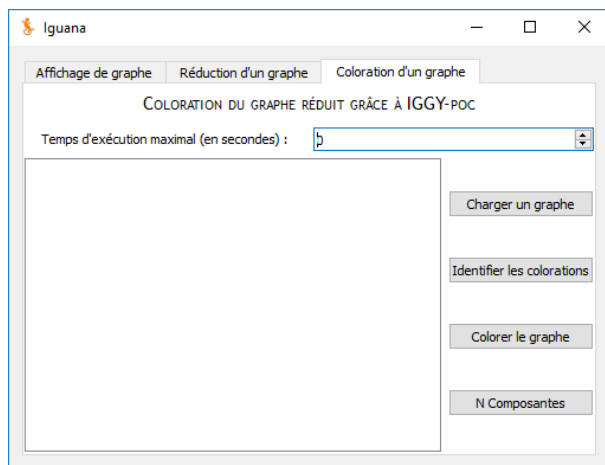 Iguana
Affichage de graphe Réduction d'un graphe Coloration d'un graphe
COLORATION DU GRAPHE RÉDUIT GRÂCE À IGGY-POC
Temps d'exécution maximal (en secondes) :
Charger un graphe
Identifier les colorations
Colorer le graphe
N Composantes